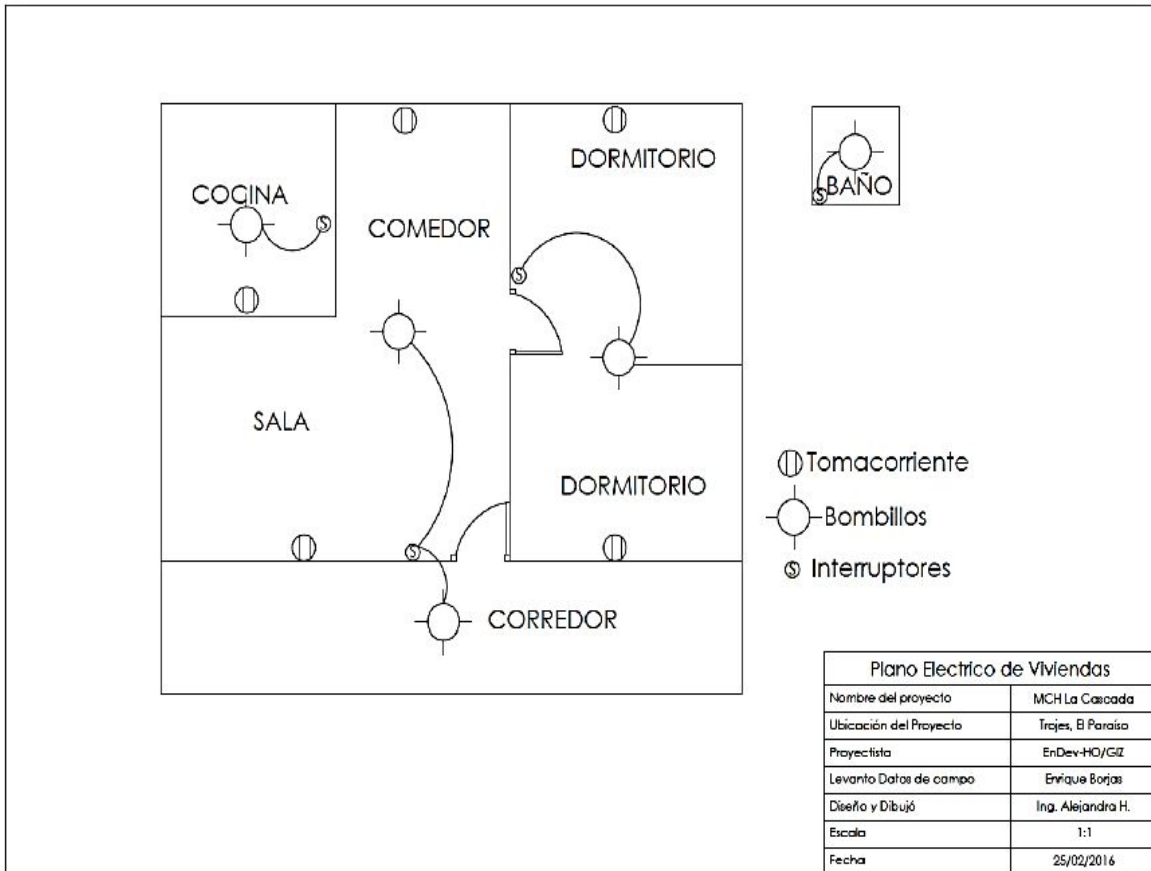 DORMITORIO
BAÑO
COCINA
COMEDOR
SALA
DORMITORIO
CORREDOR
Tomacorriente
Bombillos
S Interruptores
S
S
S
S
Plano Electrico de Viviendas
Nombre del proyecto MCH La Cascada
Ubicación del Proyecto Trojes, El Paraíso
Proyectista EnDev-HO/GIZ
Levanto Datos de campo Enrique Borjas
Diseño y Dibujó Ing. Alejandra H.
Escala 1:1
Fecha 25/02/2016